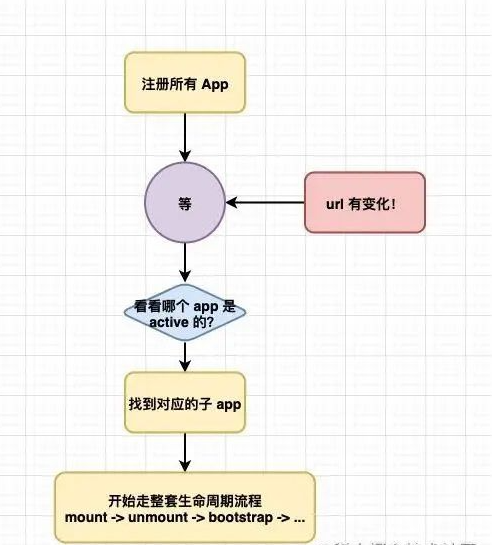 注册所有 App
等
url 有变化！
看看哪个 app 是
active 的？
找到对应的子 app
开始走整套生命周期流程
mount -> unmount -> bootstrap -> ...